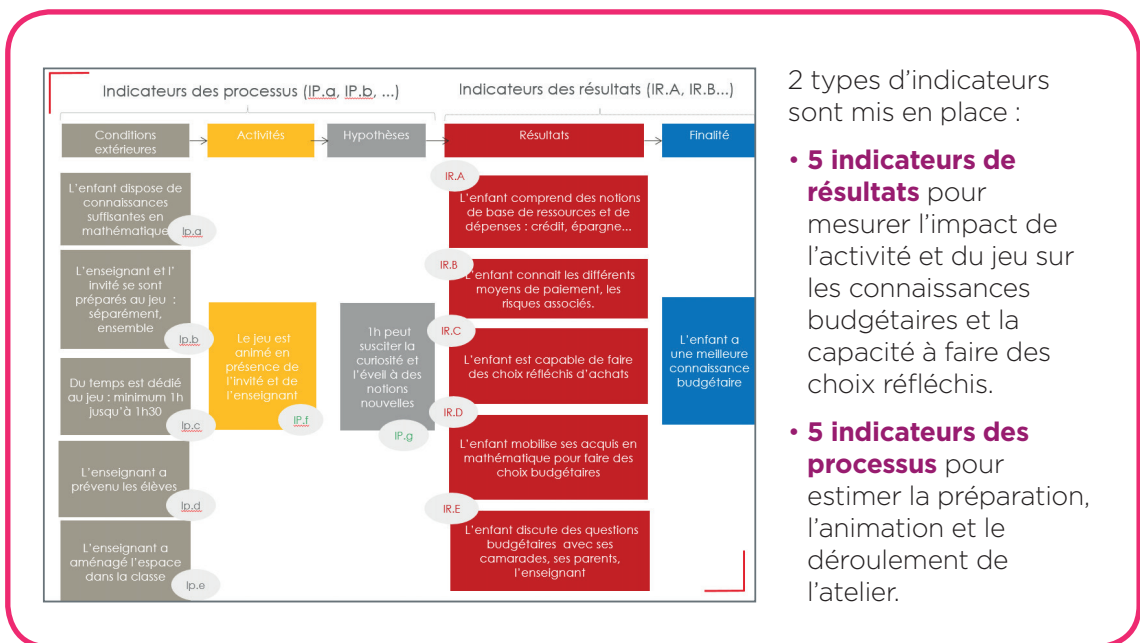 Indicateurs des processus (IP.a, IP.b, ...)
Indicateurs des résultats (IR.A, IR.B...)
Conditions
extérieures
Activités
Hypothèses
Résultats
Finalité
L'enfant dispose de
connaissances
suffisantes en
mathématique
Ip.a
L'enseignant et l'
invité se sont
préparés au jeu :
séparément,
ensemble
Ip.b
Du temps est dédié
au jeu : minimum 1h
jusqu'à 1h30
Ip.c
L'enseignant a
prévenu les élèves
Ip.d
L'enseignant a
aménagé l'espace
dans la classe
Ip.e
Le jeu est
animé en
présence de
l'invité et de
l'enseignant
IP.f
1h peut
susciter la
curiosité et
l'éveil à des
notions
nouvelles
IP.g
IR.A
L'enfant comprend des notions
de base de ressources et de
dépenses : crédit, épargne...
IR.B
L'enfant connait les différents
moyens de paiement, les
risques associés.
IR.C
L'enfant est capable de faire
des choix réfléchis d'achats
IR.D
L'enfant mobilise ses acquis en
mathématique pour faire des
choix budgétaires
IR.E
L'enfant discute des questions
budgétaires avec ses
camarades, ses parents,
l'enseignant
L'enfant a
une meilleure
connaissance
budgétaire
2 types d'indicateurs
sont mis en place :
• 5 indicateurs de
résultats pour
mesurer l'impact de
l'activité et du jeu sur
les connaissances
budgétaires et la
capacité à faire des
choix réfléchis.
• 5 indicateurs des
processus pour
estimer la préparation,
l'animation et le
déroulement de
l'atelier.